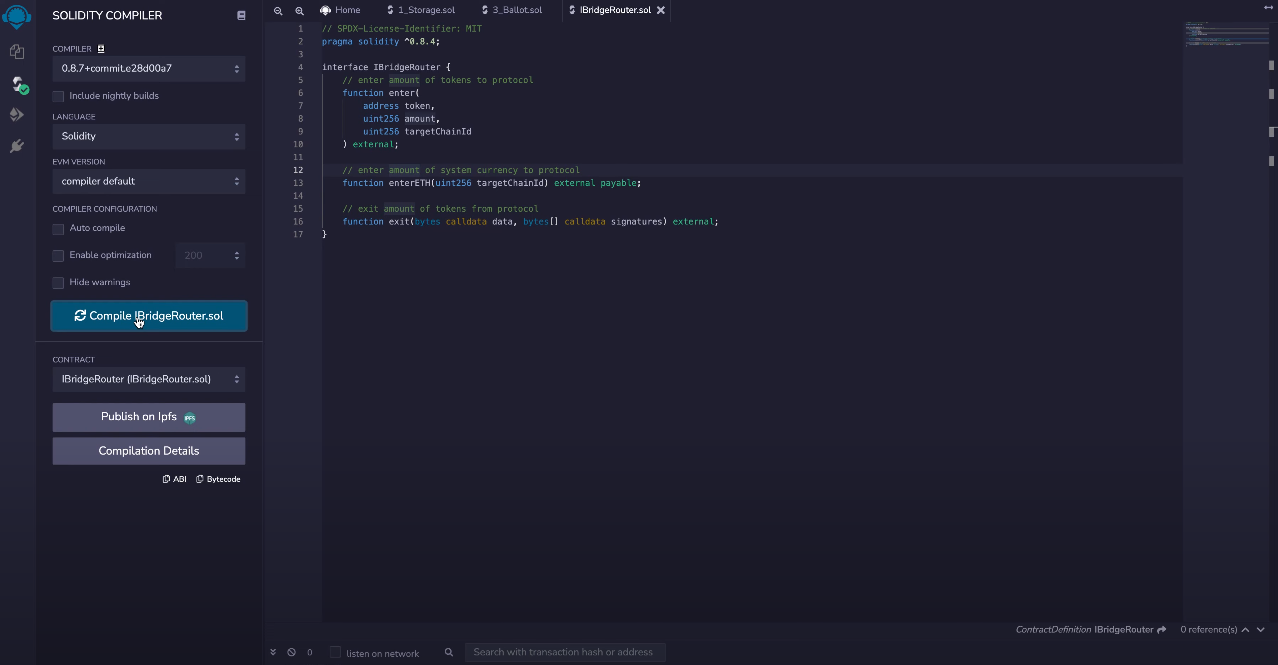 SOLIDITY COMPILER
COMPILER
0.8.7+commit.e28d00a7
Include nightly builds
LANGUAGE
Solidity
EVM VERSION
compiler default
COMPILER CONFIGURATION
Auto compile
Enable optimization 200
Hide warnings
Compile IBridgeRouter.sol
CONTRACT
IBridgeRouter (IBridgeRouter.sol)
Publish on Ipfs IPFS
Compilation Details
ABI Bytecode
Home 1_Storage.sol 3_Ballot.sol IBridgeRouter.sol
1 // SPDX-License-Identifier: MIT
2 pragma solidity ^0.8.4;
3
4 interface IBridgeRouter {
5 // enter amount of tokens to protocol
6 function enter(
7 address token,
8 uint256 amount,
9 uint256 targetChainId
10 ) external;
11
12 // enter amount of system currency to protocol
13 function enterETH(uint256 targetChainId) external payable;
14
15 // exit amount of tokens from protocol
16 function exit(bytes calldata data, bytes[] calldata signatures) external;
17 }
ContractDefinition IBridgeRouter 0 reference(s)
0 listen on network Search with transaction hash or address